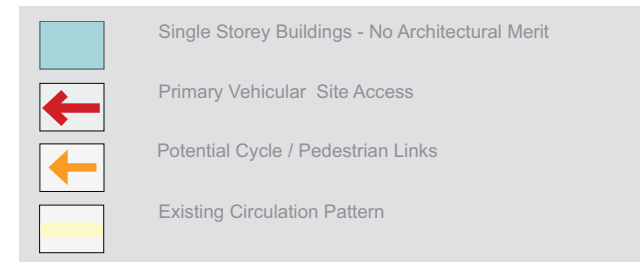 Single Storey Buildings - No Architectural Merit
Primary Vehicular  Site Access
Potential Cycle / Pedestrian Links
Existing Circulation Pattern